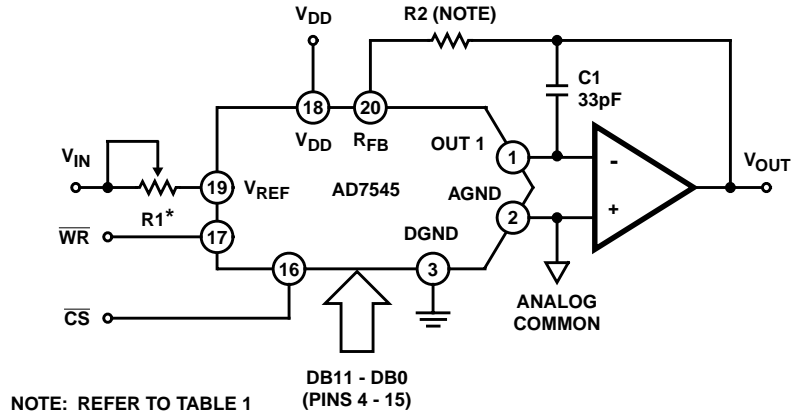 VDD
R2 (NOTE)
C1
33pF
18
20
VDD
RFB
OUT 1
1
-
VIN
VOUT
19
VREF
AD7545
R1*
AGND
2
+
WR
17
DGND
16
3
ANALOG
COMMON
CS
DB11 - DB0
(PINS 4 - 15)
NOTE: REFER TO TABLE 1